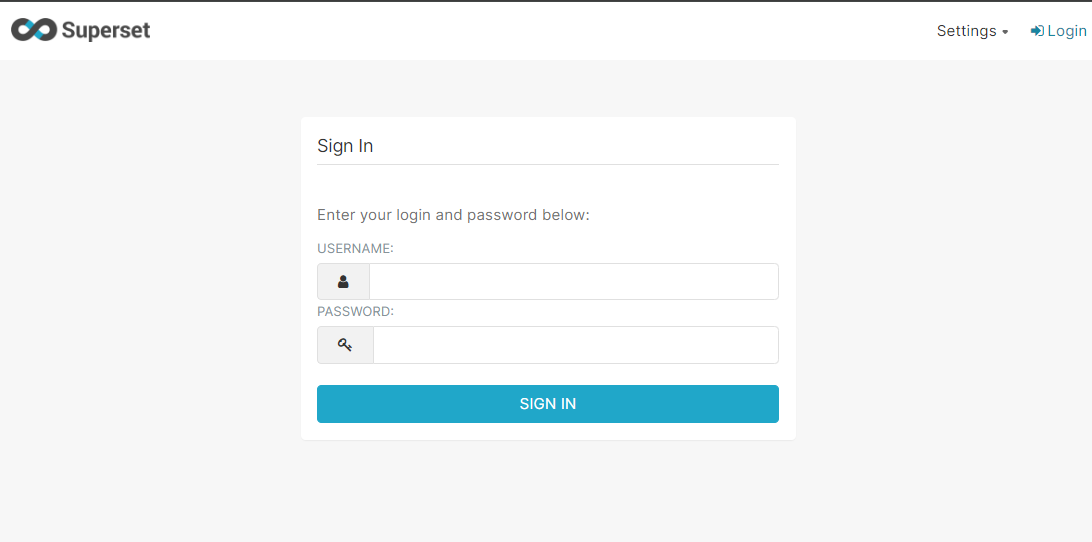 Superset
Settings
Login
Sign In
Enter your login and password below:
USERNAME:
PASSWORD:
SIGN IN